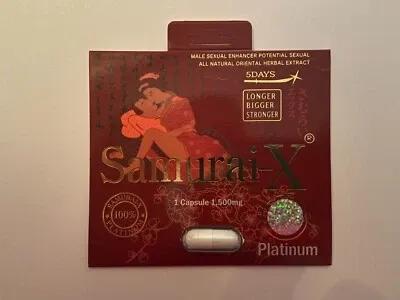 MALE SEXUAL ENHANCER POTENTIAL SEXUAL
ALL NATURAL ORIENTAL HERBAL EXTRACT
5DAYS
LONGER
BIGGER
STRONGER
Samurai-X®
1 Capsule 1,500mg
100%
Platinum